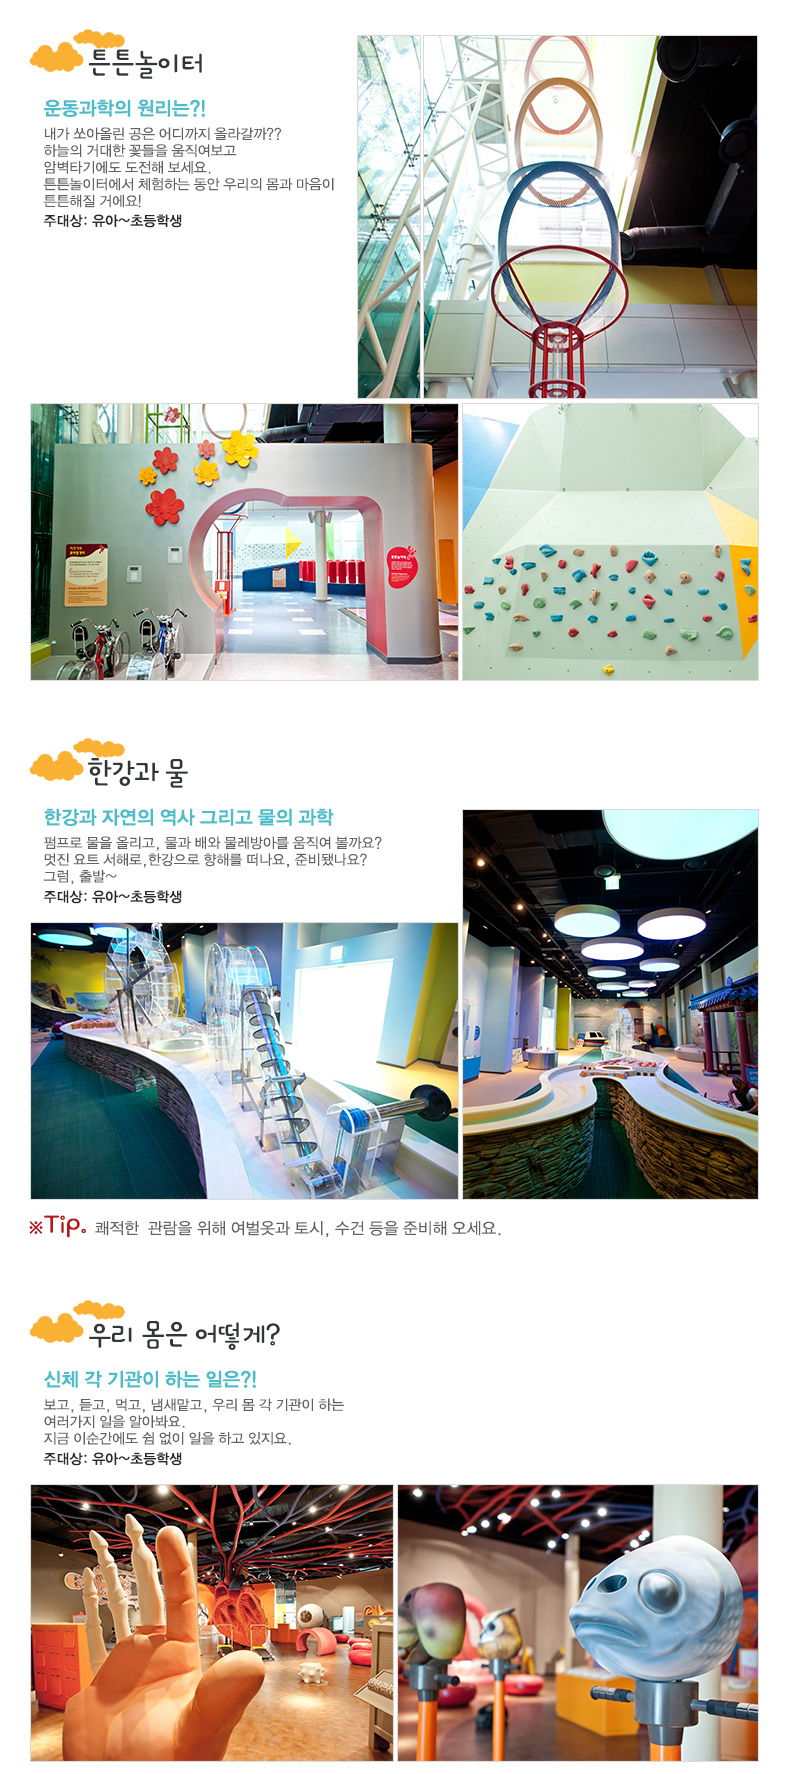 튼튼놀이터
운동과학의 원리는?!
내가 쏘아올린 공은 어디까지 올라갈까??
하늘의 거대한 꽃들을 움직여보고
암벽타기에도 도전해 보세요.
튼튼놀이터에서 체험하는 동안 우리의 몸과 마음이
튼튼해질 거에요!
주대상: 유아~초등학생
한강과 물
한강과 자연의 역사 그리고 물의 과학
펌프로 물을 올리고, 물과 배와 물레방아를 움직여 볼까요?
멋진 요트 서해로,한강으로 향해를 떠나요, 준비됐나요?
그럼, 출발~
주대상: 유아~초등학생
※Tip. 쾌적한 관람을 위해 여벌옷과 토시, 수건 등을 준비해 오세요.
우리 몸은 어떻게?
신체 각 기관이 하는 일은?!
보고, 듣고, 먹고, 냄새맡고, 우리 몸 각 기관이 하는
여러가지 일을 알아봐요.
지금 이순간에도 쉼 없이 일을 하고 있지요.
주대상: 유아~초등학생